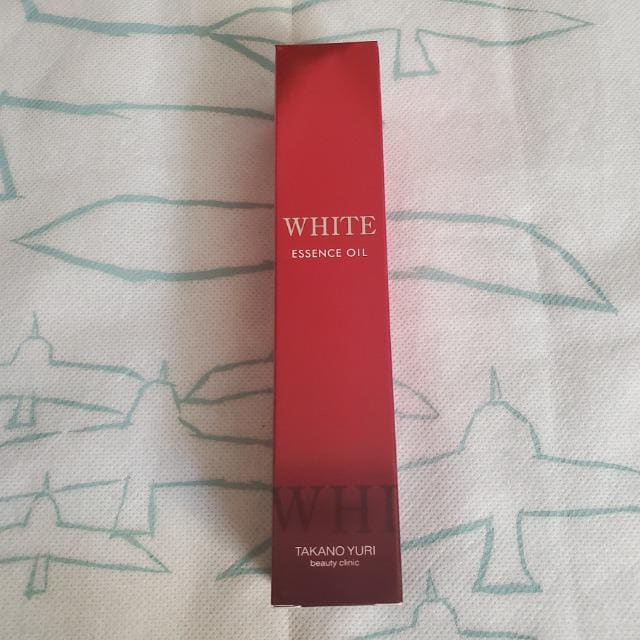 WHITE
ESSENCE OIL
WHI
TAKANO YURI
beauty clinic